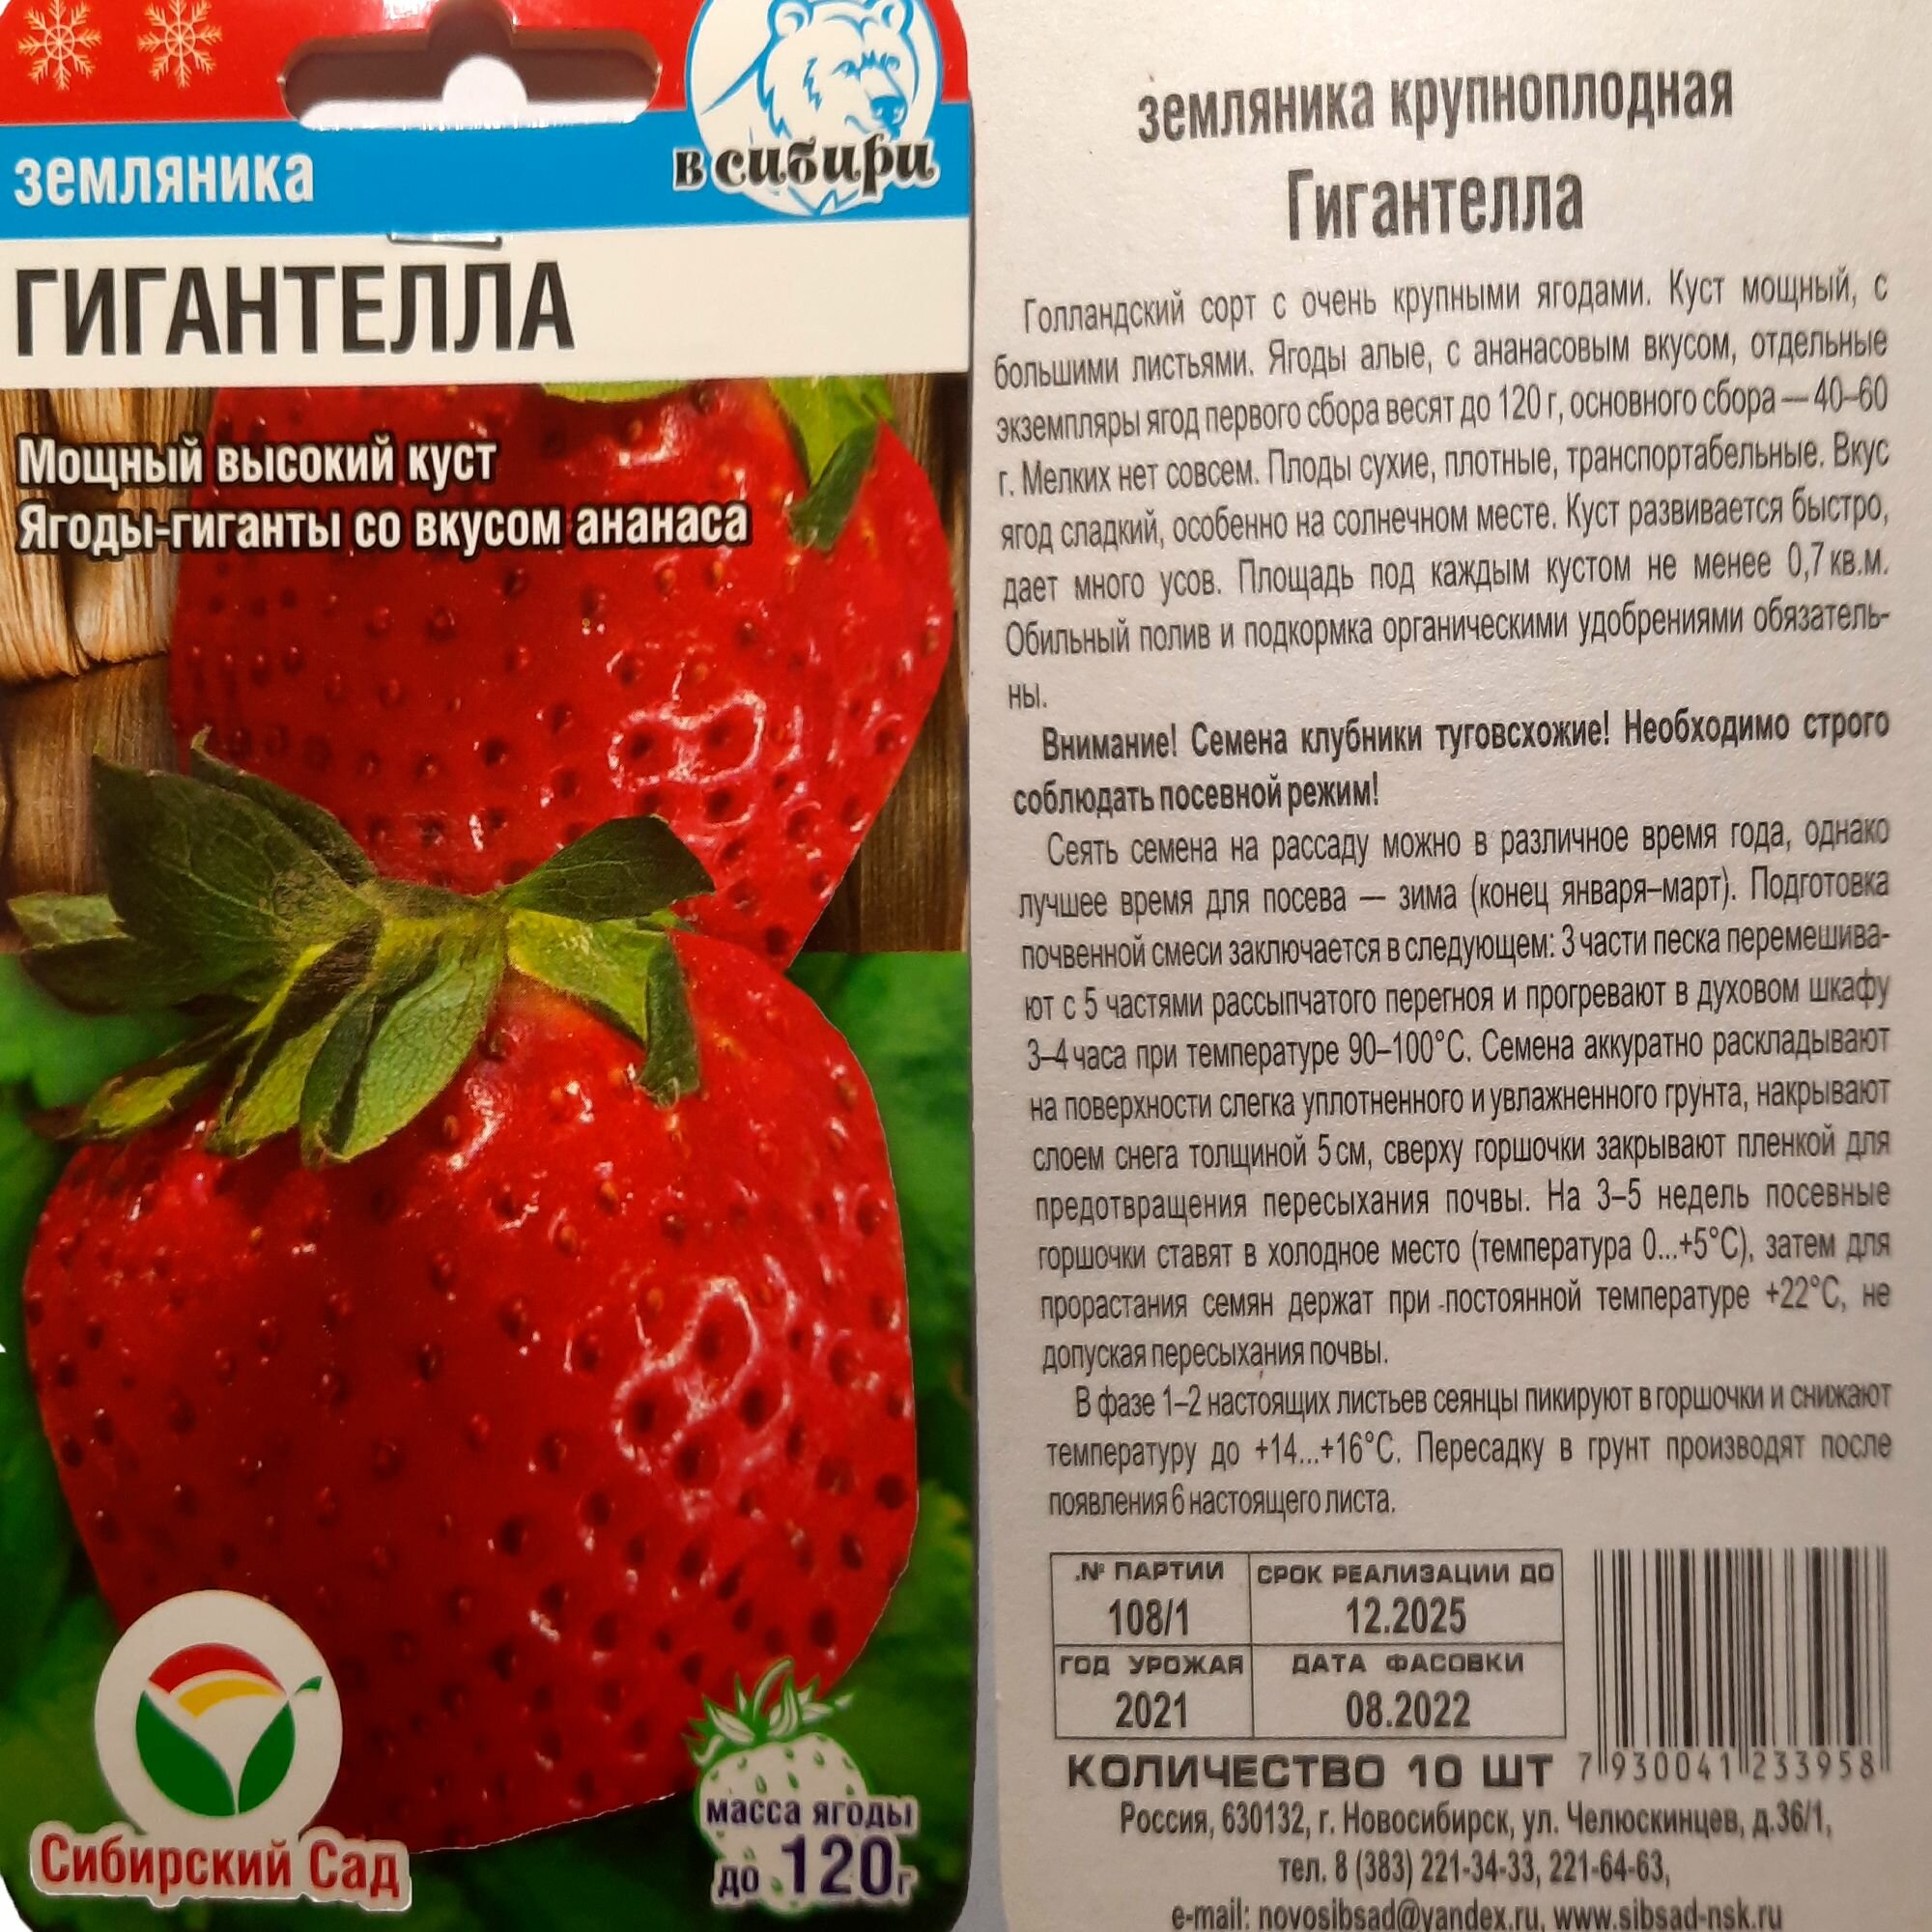 земляника
в сибири
ГИГАНТЕЛЛА
Мощный высокий куст
Ягоды-гиганты со вкусом ананаса
Сибирский Сад
масса ягоды
до 120г
земляника крупноплодная
Гигантелла
Голландский сорт с очень крупными ягодами. Куст мощный, с
большими листьями. Ягоды алые, с ананасовым вкусом, отдельные
экземпляры ягод первого сбора весят до 120 г, основного сбора — 40–60
г. Мелких нет совсем. Плоды сухие, плотные, транспортабельные. Вкус
ягод сладкий, особенно на солнечном месте. Куст развивается быстро,
дает много усов. Площадь под каждым кустом не менее 0,7 кв.м.
Обильный полив и подкормка органическими удобрениями обязатель-
ны.
Внимание! Семена клубники туговсхожие! Необходимо строго
соблюдать посевной режим!
Сеять семена на рассаду можно в различное время года, однако
лучшее время для посева — зима (конец января–март). Подготовка
почвенной смеси заключается в следующем: 3 части песка перемешива-
ют с 5 частями рассыпчатого перегноя и прогревают в духовом шкафу
3–4 часа при температуре 90–100°С. Семена аккуратно раскладывают
на поверхности слегка уплотненного и увлажненного грунта, накрывают
слоем снега толщиной 5 см, сверху горшочки закрывают пленкой для
предотвращения пересыхания почвы. На 3–5 недель посевные
горшочки ставят в холодное место (температура 0...+5°С), затем для
прорастания семян держат при постоянной температуре +22°С, не
допуская пересыхания почвы.
В фазе 1–2 настоящих листьев сеянцы пикируют в горшочки и снижают
температуру до +14...+16°С. Пересадку в грунт производят после
появления 6 настоящего листа.
№ ПАРТИИ СРОК РЕАЛИЗАЦИИ ДО
108/1 12.2025
ГОД УРОЖАЯ ДАТА ФАСОВКИ
2021 08.2022
КОЛИЧЕСТВО 10 ШТ
7 930041 233958
Россия, 630132, г. Новосибирск, ул. Челюскинцев, д.36/1,
тел. 8 (383) 221-34-33, 221-64-63,
e-mail: novosibsad@yandex.ru, www.sibsad-nsk.ru